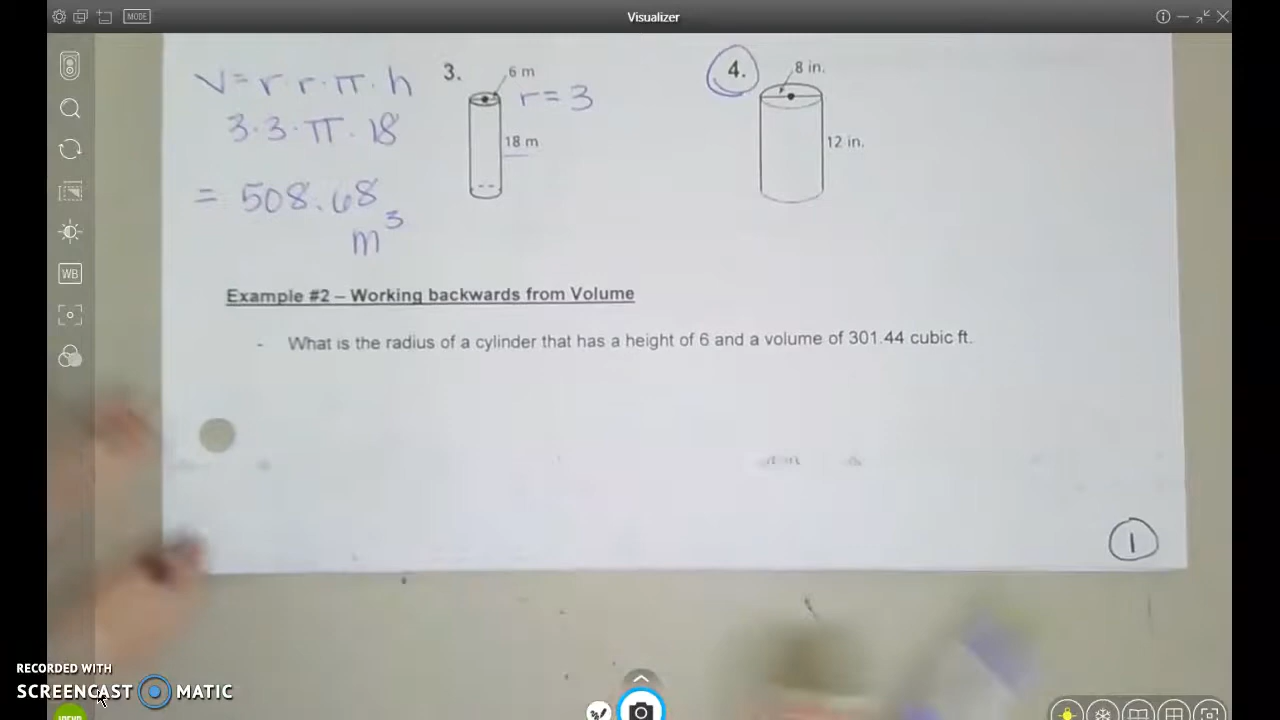 Visualizer
MODE
V = r · r · π · h
3 · 3 · π · 18
= 508.68
m³
3.
6 m
r = 3
18 m
4.
8 in.
12 in.
WB
Example #2 – Working backwards from Volume
- What is the radius of a cylinder that has a height of 6 and a volume of 301.44 cubic ft.
1
RECORDED WITH
SCREENCAST MATIC